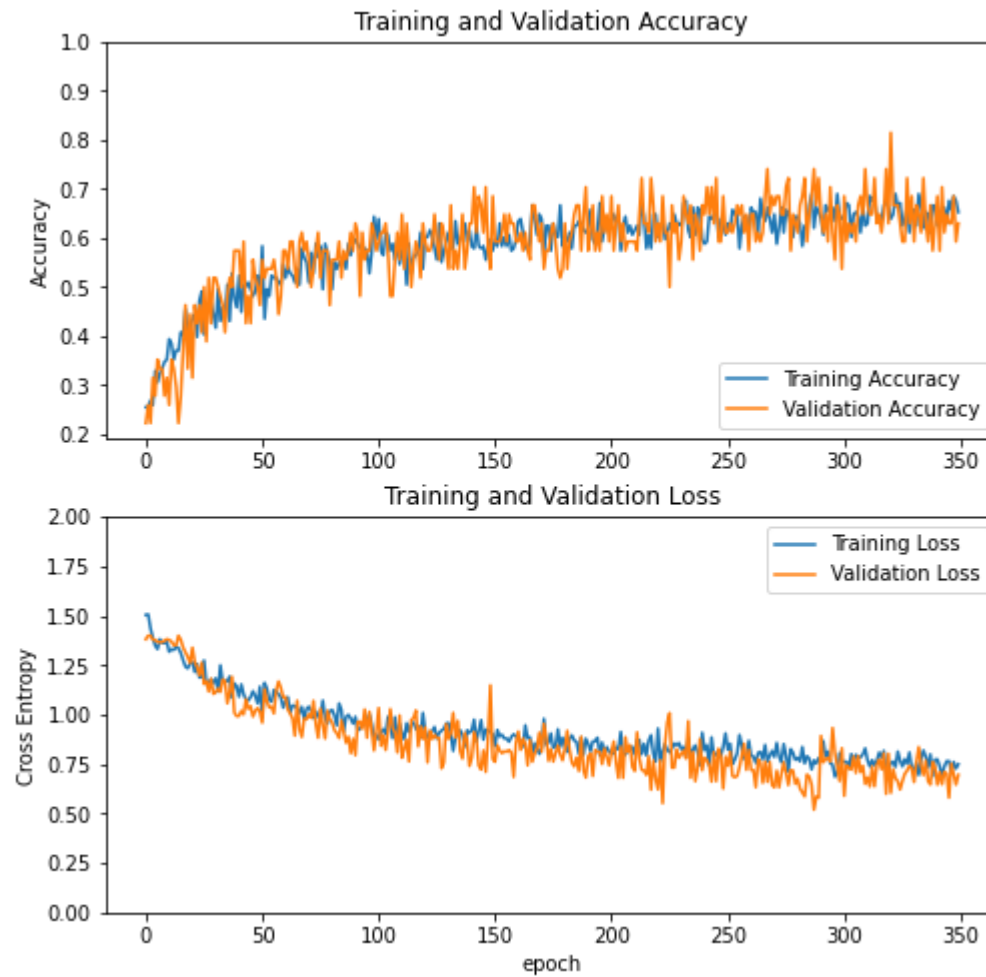 Training and Validation Accuracy
1.0
0.9
0.8
0.7
0.6
0.5
0.4
0.3
0.2
Accuracy
Training Accuracy
Validation Accuracy
0 50 100 150 200 250 300 350
Training and Validation Loss
2.00
1.75
1.50
1.25
1.00
0.75
0.50
0.25
0.00
Cross Entropy
Training Loss
Validation Loss
0 50 100 150 200 250 300 350
epoch